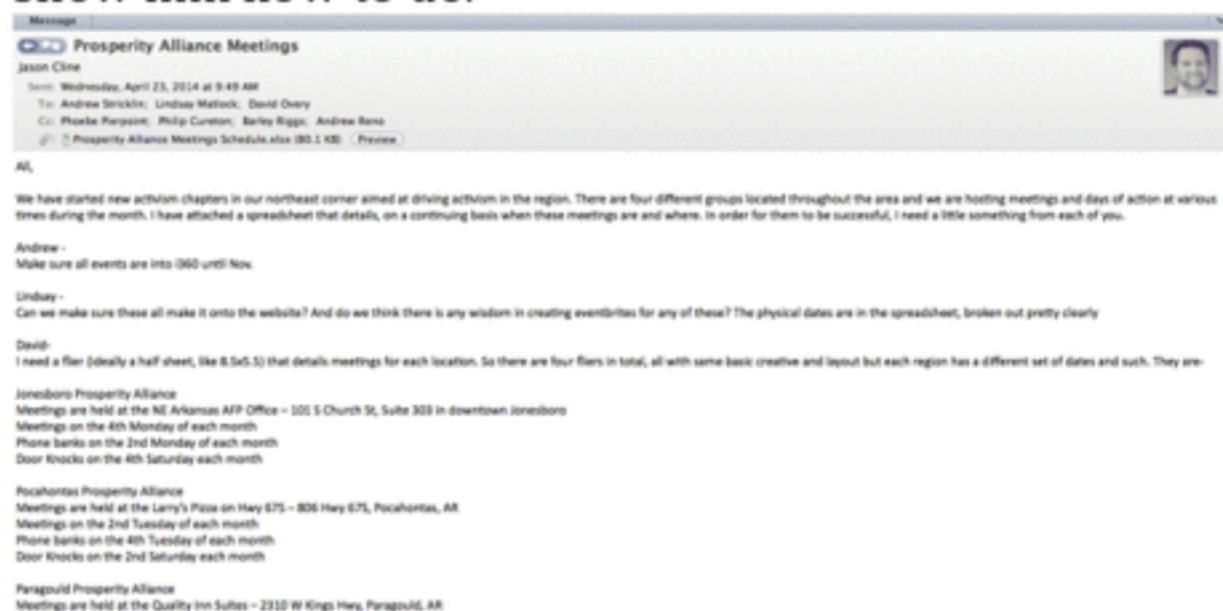 Message
Prosperity Alliance Meetings
Jason Cline
Sent: Wednesday, April 23, 2014 at 9:49 AM
To: Andrew Stricklin; Lindsay Matlock; David Overy
Cc: Phoebe Pierpoint; Philip Cureton; Barley Riggs; Andrew Reno
Prosperity Alliance Meetings Schedule.xlsx (80.1 KB) Preview
All,
We have started new activism chapters in our northeast corner aimed at driving activism in the region. There are four different groups located throughout the area and we are hosting meetings and days of action at various
times during the month. I have attached a spreadsheet that details, on a continuing basis when these meetings are and where. In order for them to be successful, I need a little something from each of you.
Andrew -
Make sure all events are into i360 until Nov.
Lindsay -
Can we make sure these all make it onto the website? And do we think there is any wisdom in creating eventbrites for any of these? The physical dates are in the spreadsheet, broken out pretty clearly
David-
I need a flier (ideally a half sheet, like 8.5x5.5) that details meetings for each location. So there are four fliers in total, all with same basic creative and layout but each region has a different set of dates and such. They are-
Jonesboro Prosperity Alliance
Meetings are held at the NE Arkansas AFP Office – 101 S Church St, Suite 303 in downtown Jonesboro
Meetings on the 4th Monday of each month
Phone banks on the 2nd Monday of each month
Door Knocks on the 4th Saturday each month
Pocahontas Prosperity Alliance
Meetings are held at the Larry's Pizza on Hwy 67S – 806 Hwy 67S, Pocahontas, AR
Meetings on the 2nd Tuesday of each month
Phone banks on the 4th Tuesday of each month
Door Knocks on the 2nd Saturday each month
Paragould Prosperity Alliance
Meetings are held at the Quality Inn Suites – 2310 W Kings Hwy, Paragould, AR